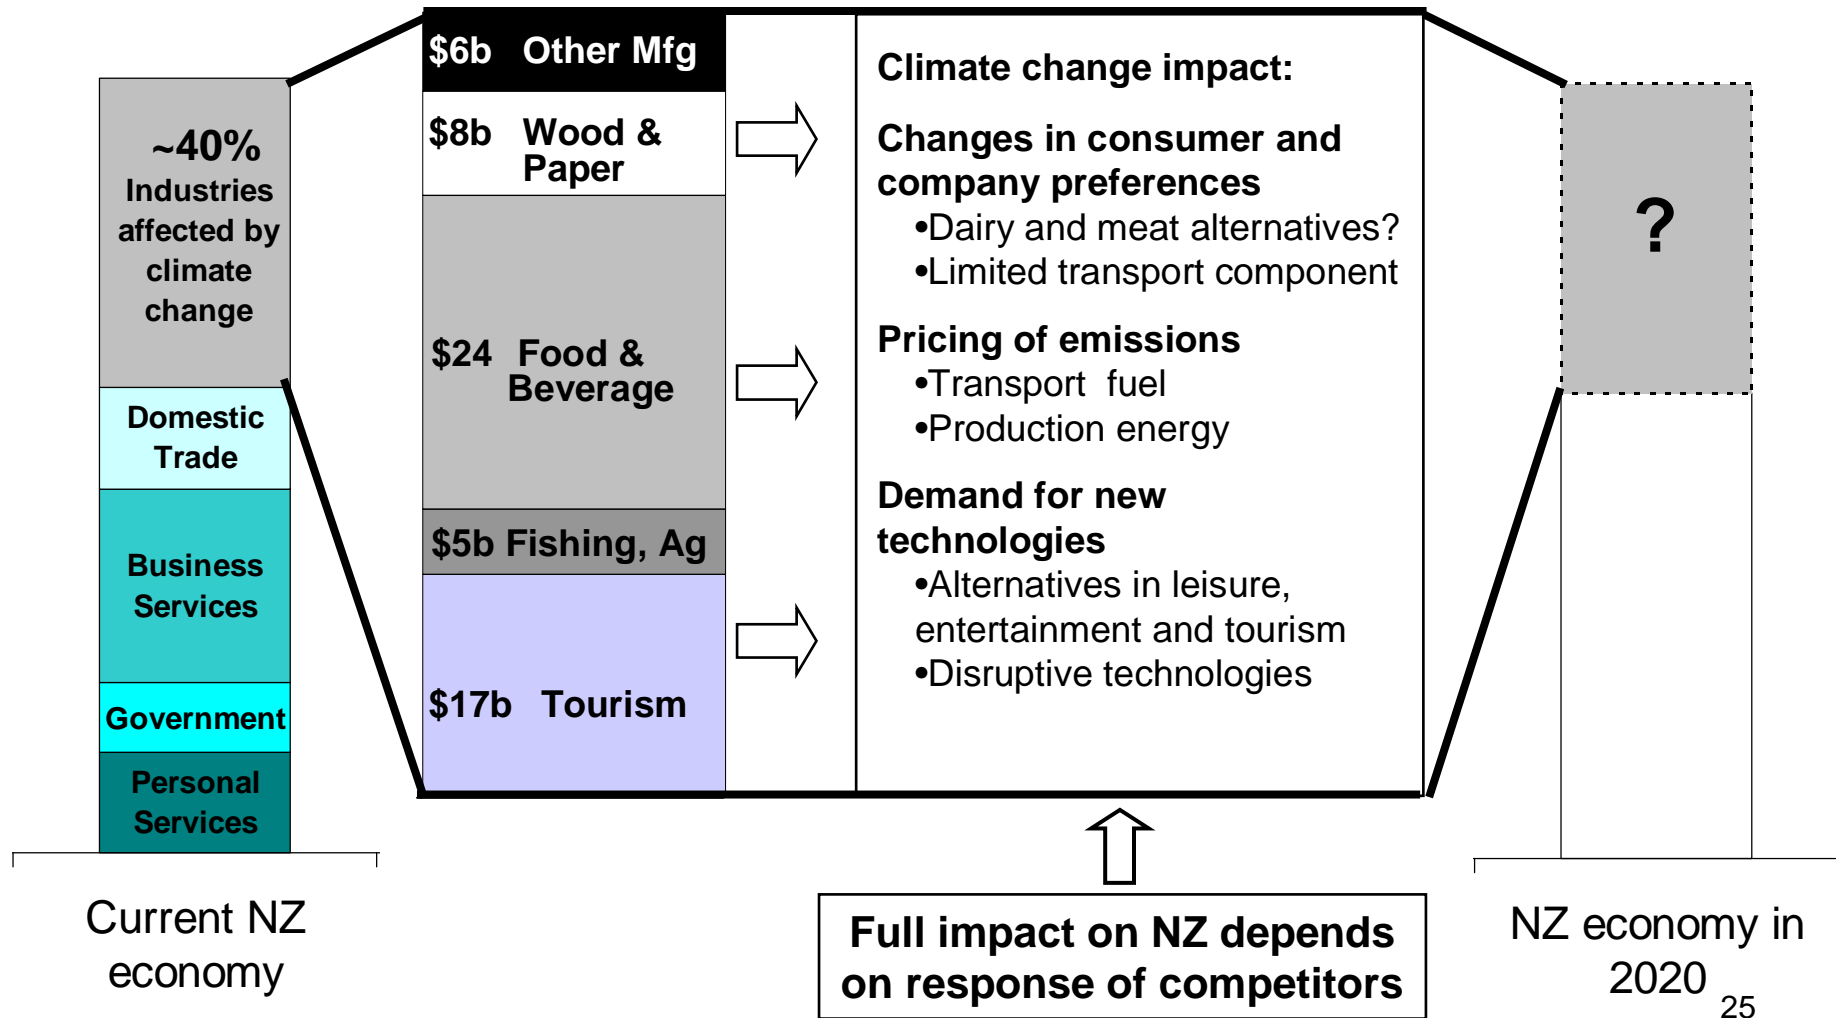 ~40%
Industries
affected by
climate
change
Domestic
Trade
Business
Services
Government
Personal
Services
Current NZ
economy
$6b Other Mfg
$8b Wood &
Paper
$24 Food &
Beverage
$5b Fishing, Ag
$17b Tourism
Climate change impact:
Changes in consumer and
company preferences
•Dairy and meat alternatives?
•Limited transport component
Pricing of emissions
•Transport fuel
•Production energy
Demand for new
technologies
•Alternatives in leisure,
entertainment and tourism
•Disruptive technologies
Full impact on NZ depends
on response of competitors
?
NZ economy in
2020
25